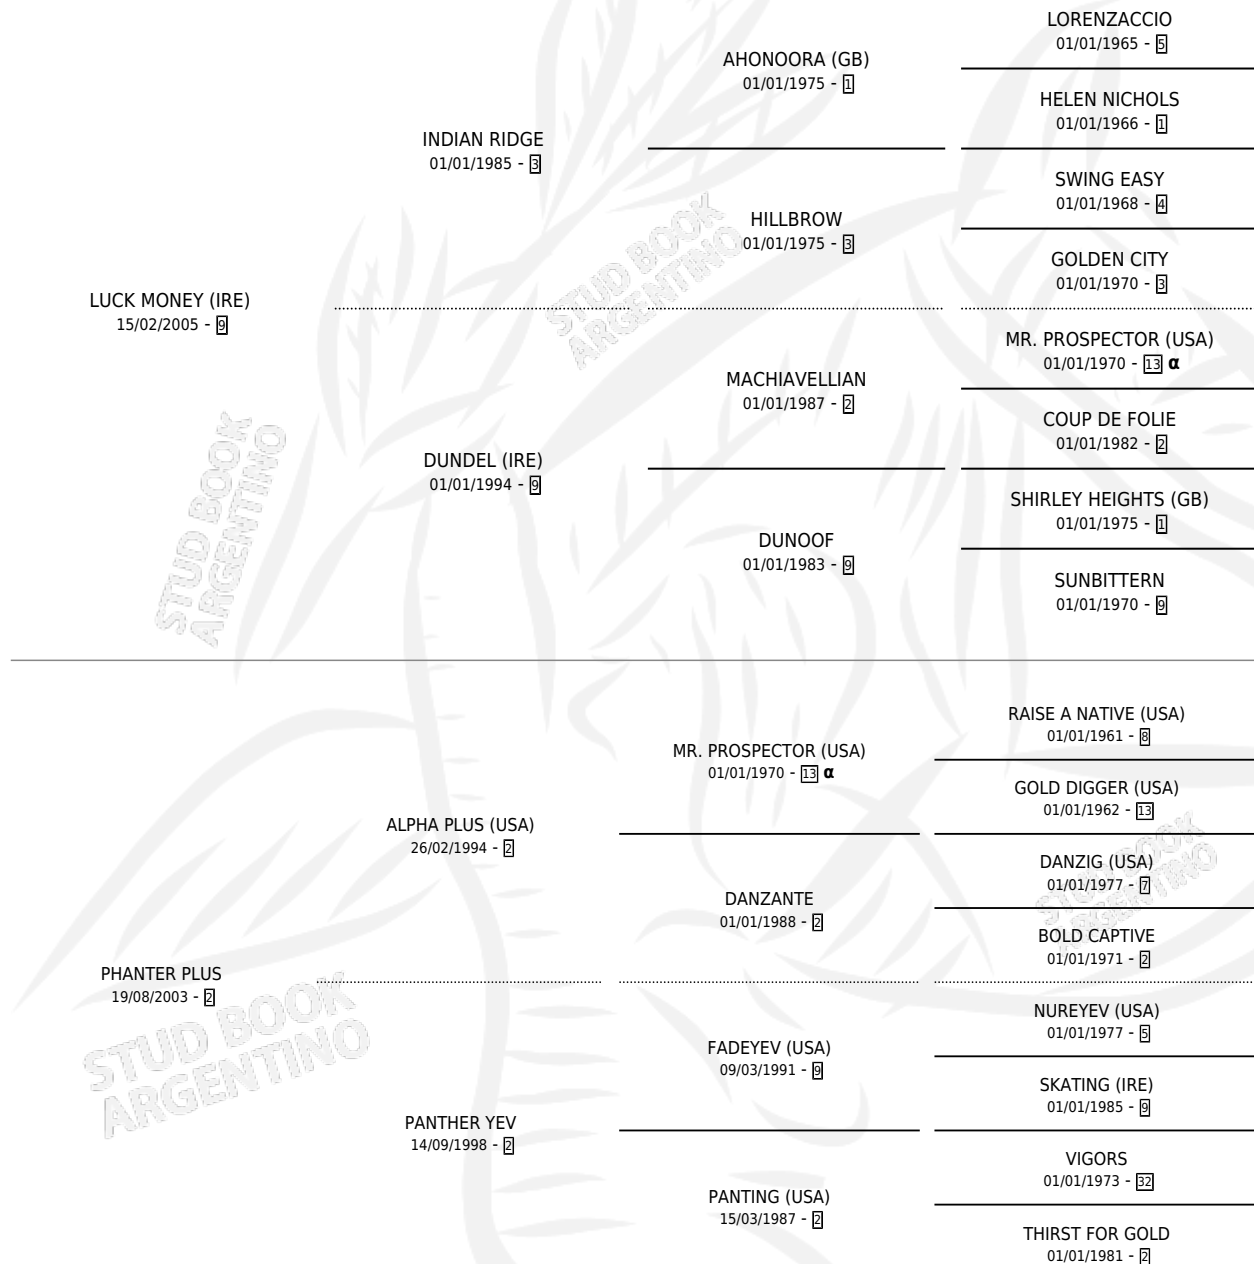 LUCK MONEY (IRE)
15/02/2005 - 9
INDIAN RIDGE
01/01/1985 - 3
AHONOORA (GB)
01/01/1975 - 1
LORENZACCIO
01/01/1965 - 5
HELEN NICHOLS
01/01/1966 - 1
HILLBROW
01/01/1975 - 3
SWING EASY
01/01/1968 - 4
GOLDEN CITY
01/01/1970 - 3
DUNDEL (IRE)
01/01/1994 - 9
MACHIAVELLIAN
01/01/1987 - 2
MR. PROSPECTOR (USA)
01/01/1970 - 13 α
COUP DE FOLIE
01/01/1982 - 2
DUNOOF
01/01/1983 - 9
SHIRLEY HEIGHTS (GB)
01/01/1975 - 1
SUNBITTERN
01/01/1970 - 9
PHANTER PLUS
19/08/2003 - 2
ALPHA PLUS (USA)
26/02/1994 - 2
MR. PROSPECTOR (USA)
01/01/1970 - 13 α
RAISE A NATIVE (USA)
01/01/1961 - 8
GOLD DIGGER (USA)
01/01/1962 - 13
DANZANTE
01/01/1988 - 2
DANZIG (USA)
01/01/1977 - 7
BOLD CAPTIVE
01/01/1971 - 2
PANTHER YEV
14/09/1998 - 2
FADEYEV (USA)
09/03/1991 - 9
NUREYEV (USA)
01/01/1977 - 5
SKATING (IRE)
01/01/1985 - 9
PANTING (USA)
15/03/1987 - 2
VIGORS
01/01/1973 - 32
THIRST FOR GOLD
01/01/1981 - 2
STUD BOOK
ARGENTINO
STUD BOOK
ARGENTINO
STUD BOOK
ARGENTINO
STUD BOOK
ARGENTINO